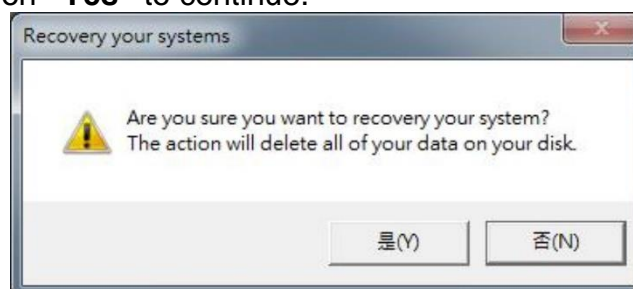 on "Yes" to continue.
Recovery your systems
Are you sure you want to recovery your system?
The action will delete all of your data on your disk.
是(Y)
否(N)